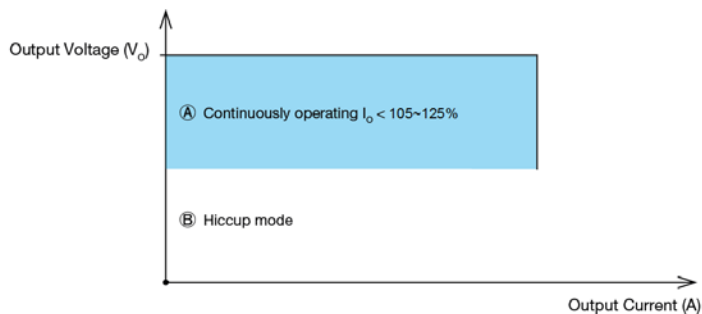 Output Voltage (Vo)
Ⓐ Continuously operating Io < 105~125%
Ⓑ Hiccup mode
Output Current (A)